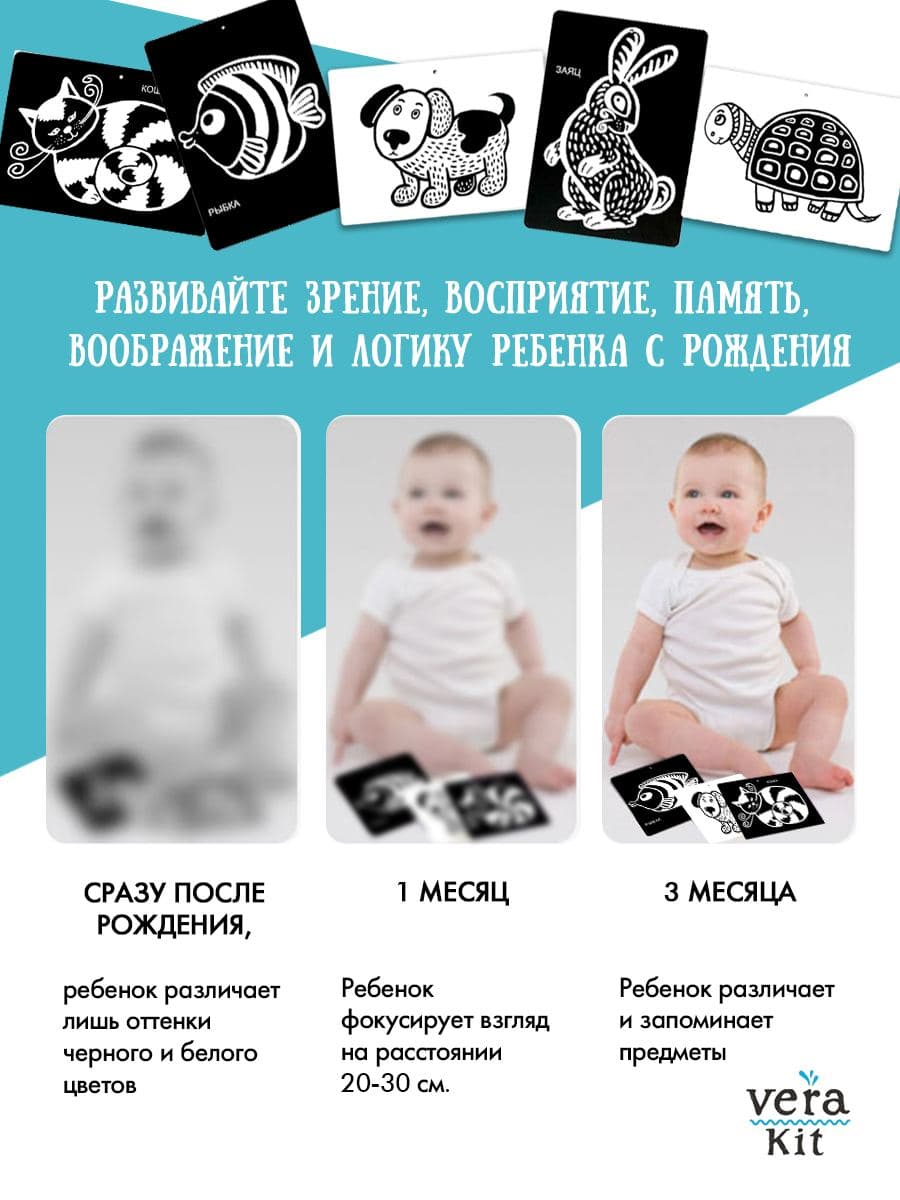 РЫБКА
ЗАЯЦ
РАЗВИВАЙТЕ ЗРЕНИЕ, ВОСПРИЯТИЕ, ПАМЯТЬ,
ВООБРАЖЕНИЕ И ЛОГИКУ РЕБЕНКА С РОЖДЕНИЯ
СРАЗУ ПОСЛЕ
РОЖДЕНИЯ,
ребенок различает
лишь оттенки
черного и белого
цветов
1 МЕСЯЦ
Ребенок
фокусирует взгляд
на расстоянии
20-30 см.
3 МЕСЯЦА
Ребенок различает
и запоминает
предметы
vera
Kit